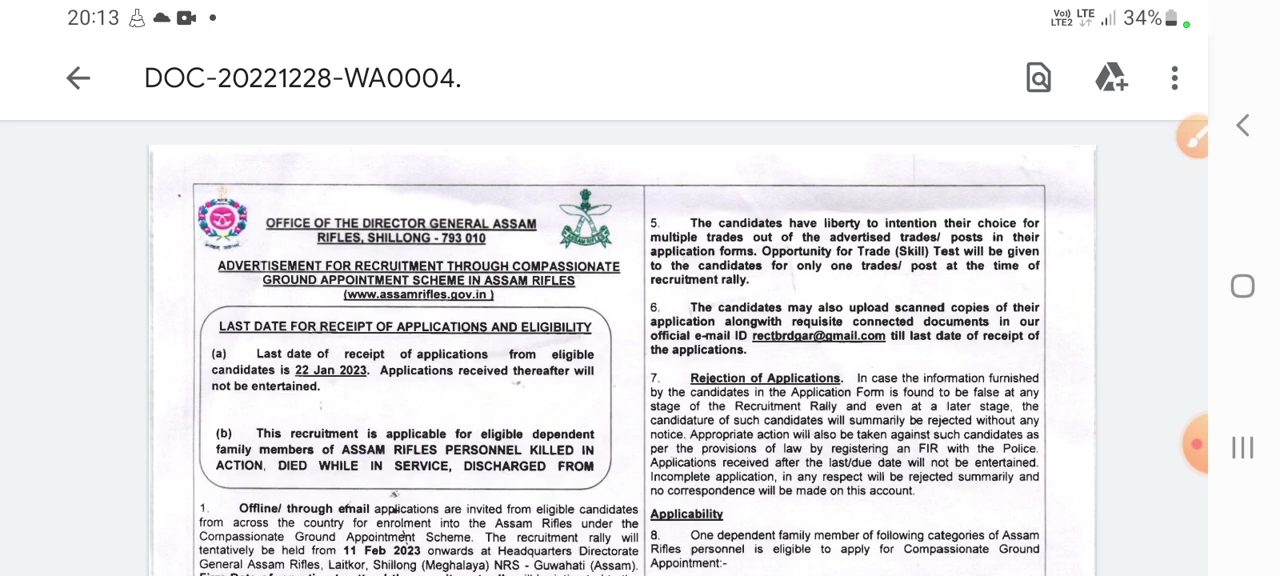 20:13
Vo)) LTE
LTE2
34%
DOC-20221228-WA0004.
OFFICE OF THE DIRECTOR GENERAL ASSAM
RIFLES, SHILLONG - 793 010
ASSAM RIFLES
ADVERTISEMENT FOR RECRUITMENT THROUGH COMPASSIONATE
GROUND APPOINTMENT SCHEME IN ASSAM RIFLES
(www.assamrifles.gov.in )
LAST DATE FOR RECEIPT OF APPLICATIONS AND ELIGIBILITY
(a) Last date of receipt of applications from eligible
candidates is 22 Jan 2023. Applications received thereafter will
not be entertained.
(b) This recruitment is applicable for eligible dependent
family members of ASSAM RIFLES PERSONNEL KILLED IN
ACTION, DIED WHILE IN SERVICE, DISCHARGED FROM
1. Offline/ through email applications are invited from eligible candidates
from across the country for enrolment into the Assam Rifles under the
Compassionate Ground Appointment Scheme. The recruitment rally will
tentatively be held from 11 Feb 2023 onwards at Headquarters Directorate
General Assam Rifles, Laitkor, Shillong (Meghalaya) NRS - Guwahati (Assam).
5. The candidates have liberty to intention their choice for
multiple trades out of the advertised trades/ posts in their
application forms. Opportunity for Trade (Skill) Test will be given
to the candidates for only one trades/ post at the time of
recruitment rally.
6. The candidates may also upload scanned copies of their
application alongwith requisite connected documents in our
official e-mail ID rectbrdgar@gmail.com till last date of receipt of
the applications.
7. Rejection of Applications. In case the information furnished
by the candidates in the Application Form is found to be false at any
stage of the Recruitment Rally and even at a later stage, the
candidature of such candidates will summarily be rejected without any
notice. Appropriate action will also be taken against such candidates as
per the provisions of law by registering an FIR with the Police.
Applications received after the last/due date will not be entertained.
Incomplete application, in any respect will be rejected summarily and
no correspondence will be made on this account.
Applicability
8. One dependent family member of following categories of Assam
Rifles personnel is eligible to apply for Compassionate Ground
Appointment:-